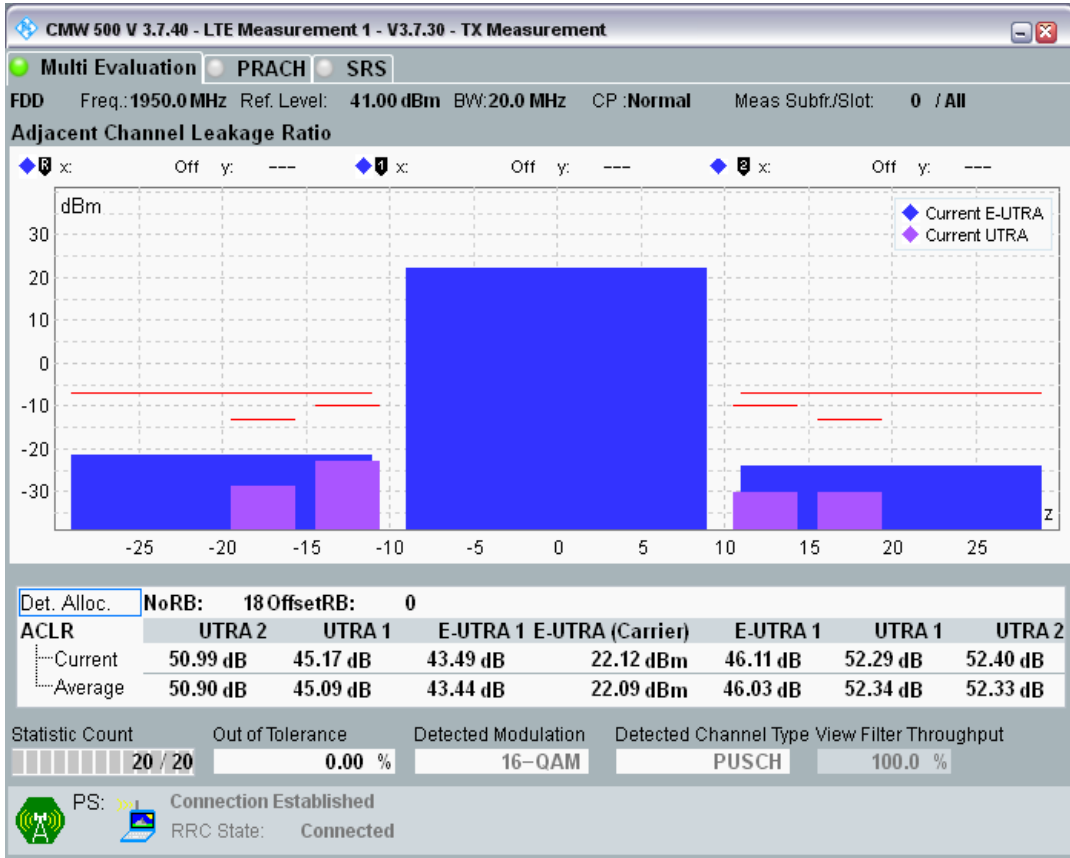 CMW 500 V 3.7.40 - LTE Measurement 1 - V3.7.30 - TX Measurement
Multi Evaluation PRACH SRS
FDD Freq.: 1950.0 MHz Ref. Level: 41.00 dBm BW: 20.0 MHz CP : Normal Meas Subfr./Slot: 0 / All
Adjacent Channel Leakage Ratio
R x: Off y: --- 1 x: Off y: --- 2 x: Off y: ---
dBm
Current E-UTRA
Current UTRA
30
20
10
0
-10
-20
-30
z
-25 -20 -15 -10 -5 0 5 10 15 20 25
Det. Alloc. NoRB: 18 OffsetRB: 0
ACLR UTRA 2 UTRA 1 E-UTRA 1 E-UTRA (Carrier) E-UTRA 1 UTRA 1 UTRA 2
Current 50.99 dB 45.17 dB 43.49 dB 22.12 dBm 46.11 dB 52.29 dB 52.40 dB
Average 50.90 dB 45.09 dB 43.44 dB 22.09 dBm 46.03 dB 52.34 dB 52.33 dB
Statistic Count Out of Tolerance Detected Modulation Detected Channel Type View Filter Throughput
20 / 20 0.00 % 16-QAM PUSCH 100.0 %
PS: Connection Established
RRC State: Connected